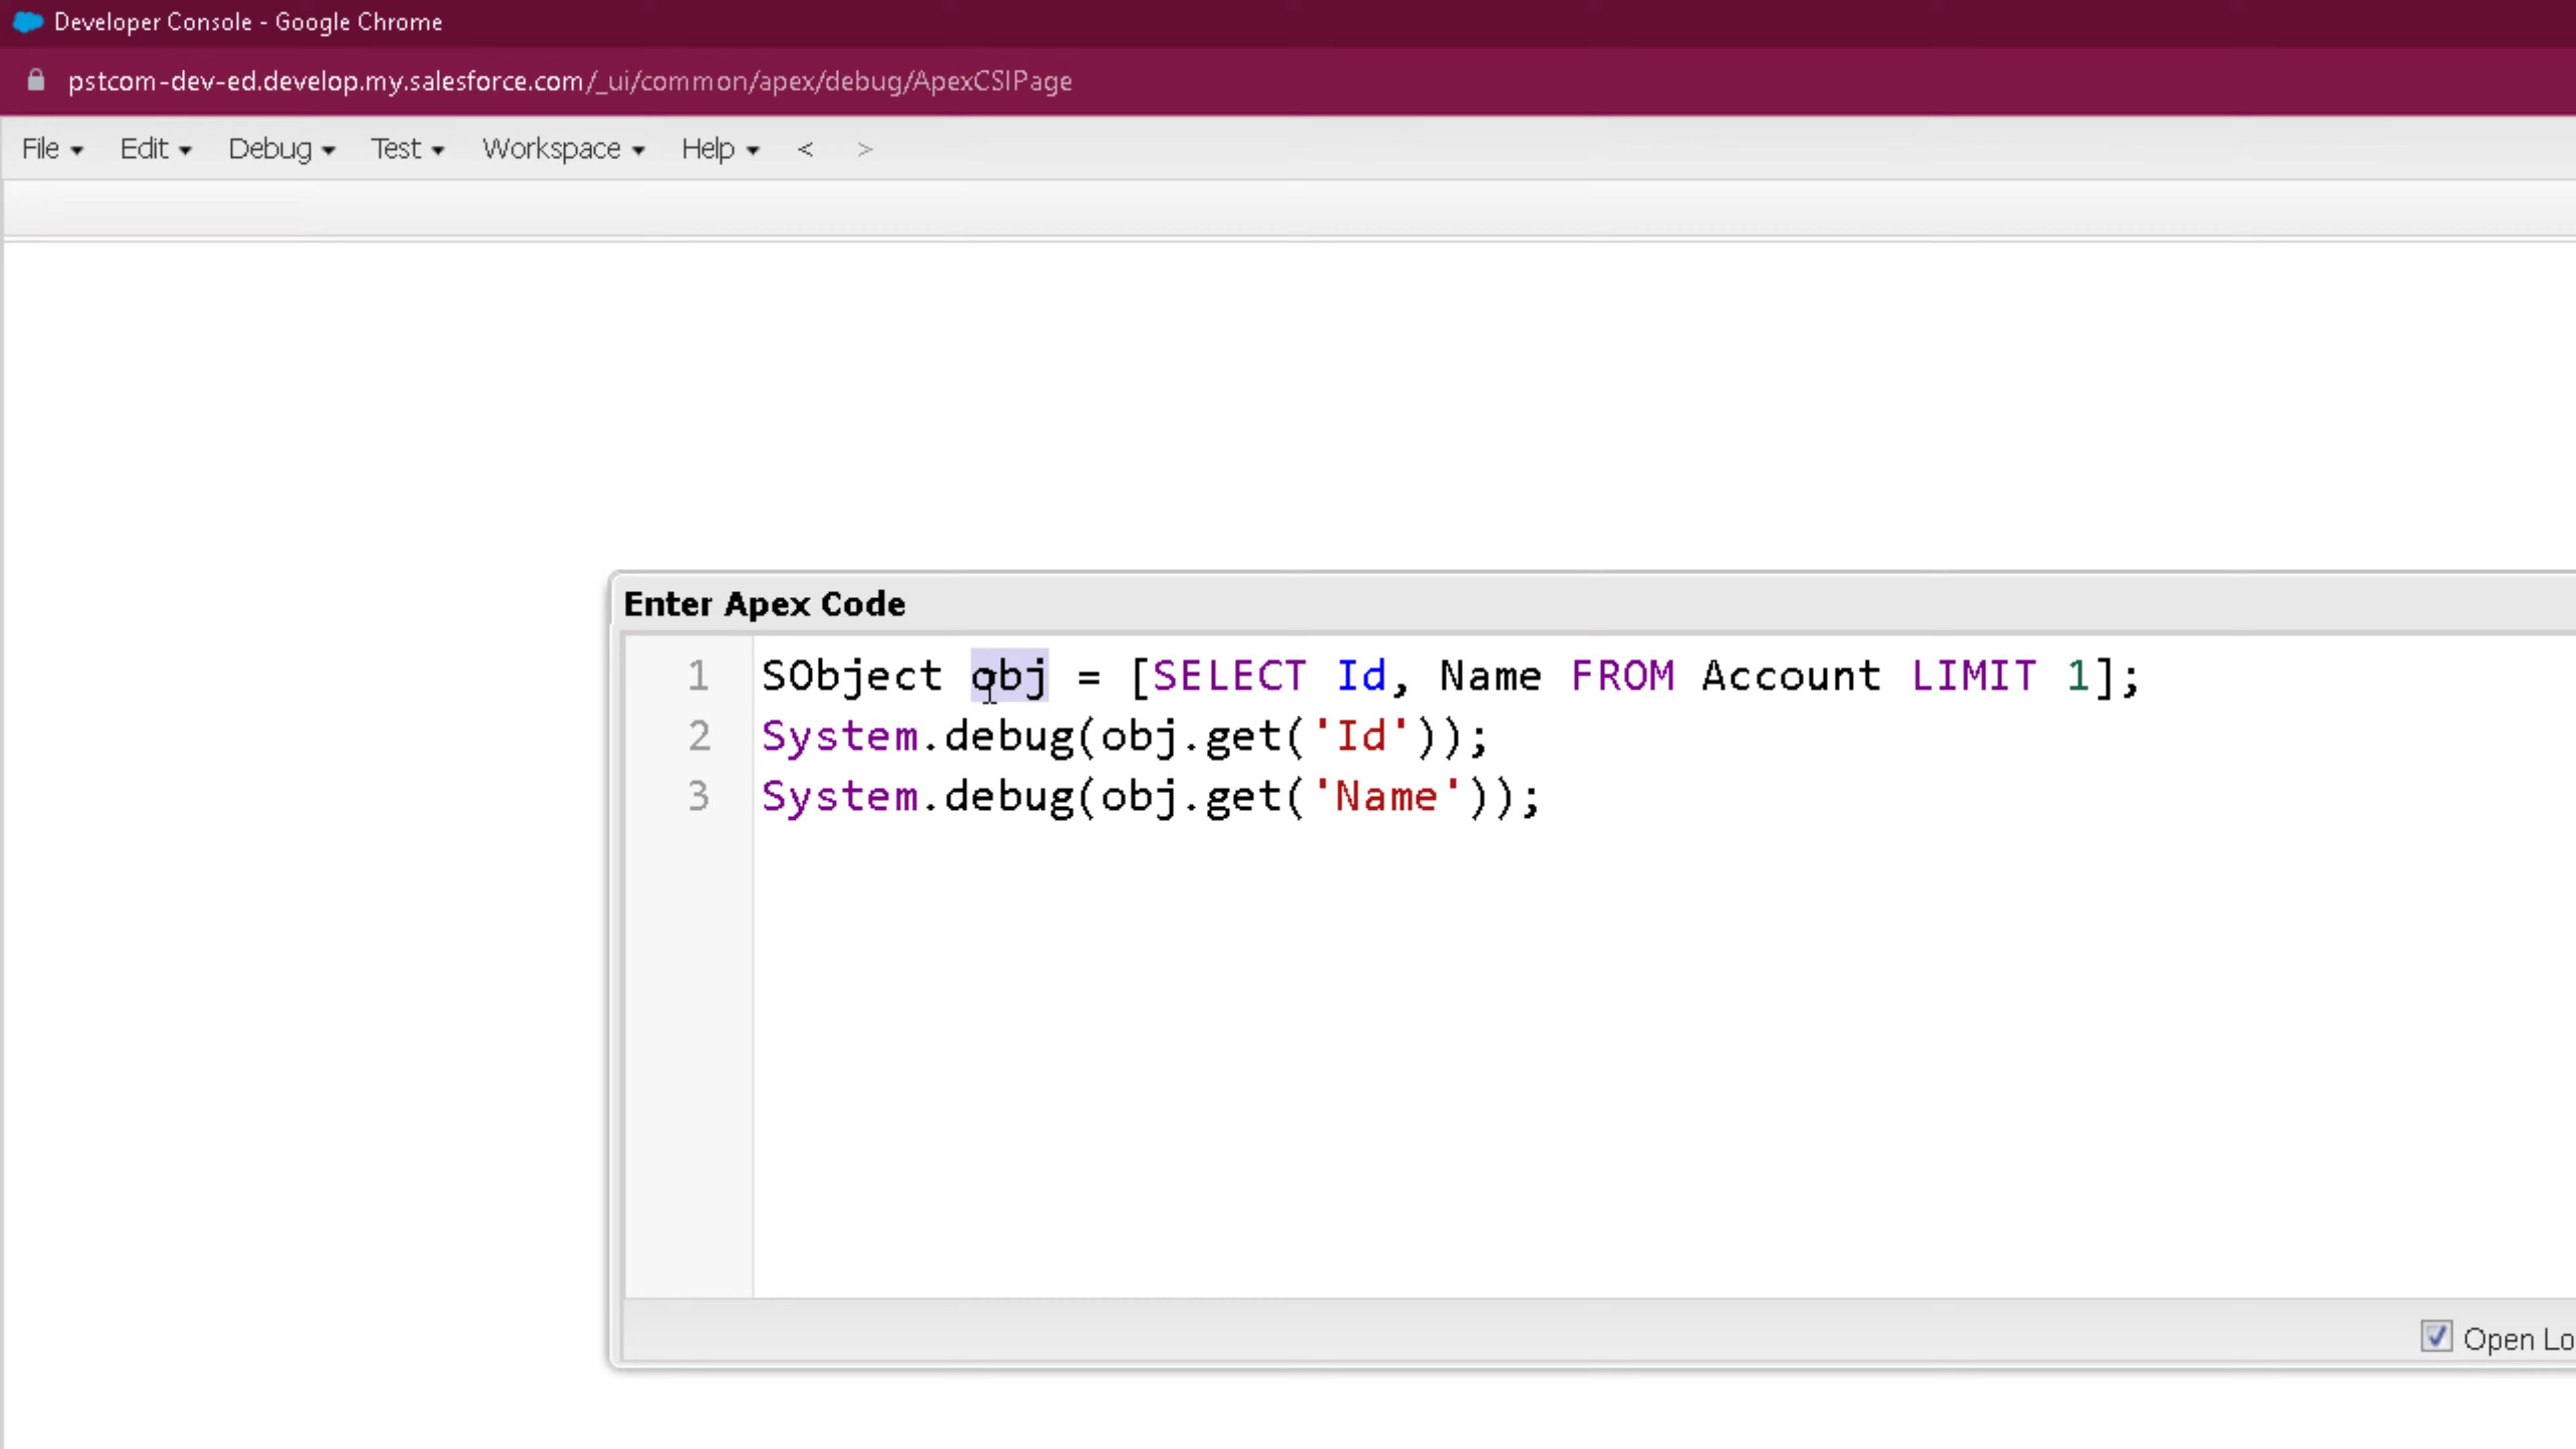 Developer Console - Google Chrome
pstcom-dev-ed.develop.my.salesforce.com/_ui/common/apex/debug/ApexCSIPage
File Edit Debug Test Workspace Help < >
Enter Apex Code
1 SObject obj = [SELECT Id, Name FROM Account LIMIT 1];
2 System.debug(obj.get('Id'));
3 System.debug(obj.get('Name'));
Open Lo